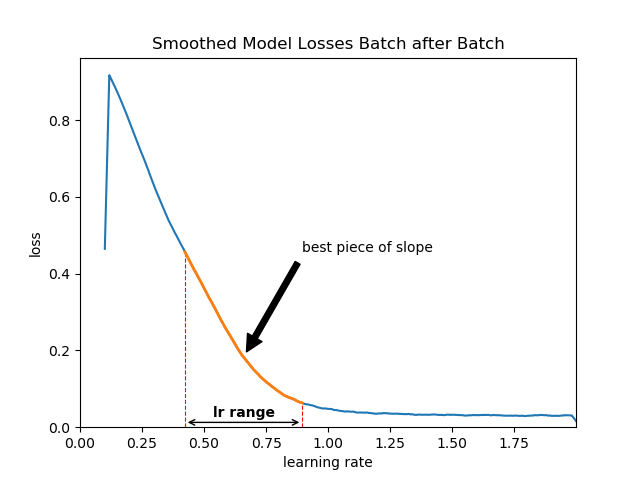 Smoothed Model Losses Batch after Batch
loss
0.8
0.6
0.4
0.2
0.0
best piece of slope
lr range
0.00 0.25 0.50 0.75 1.00 1.25 1.50 1.75
learning rate